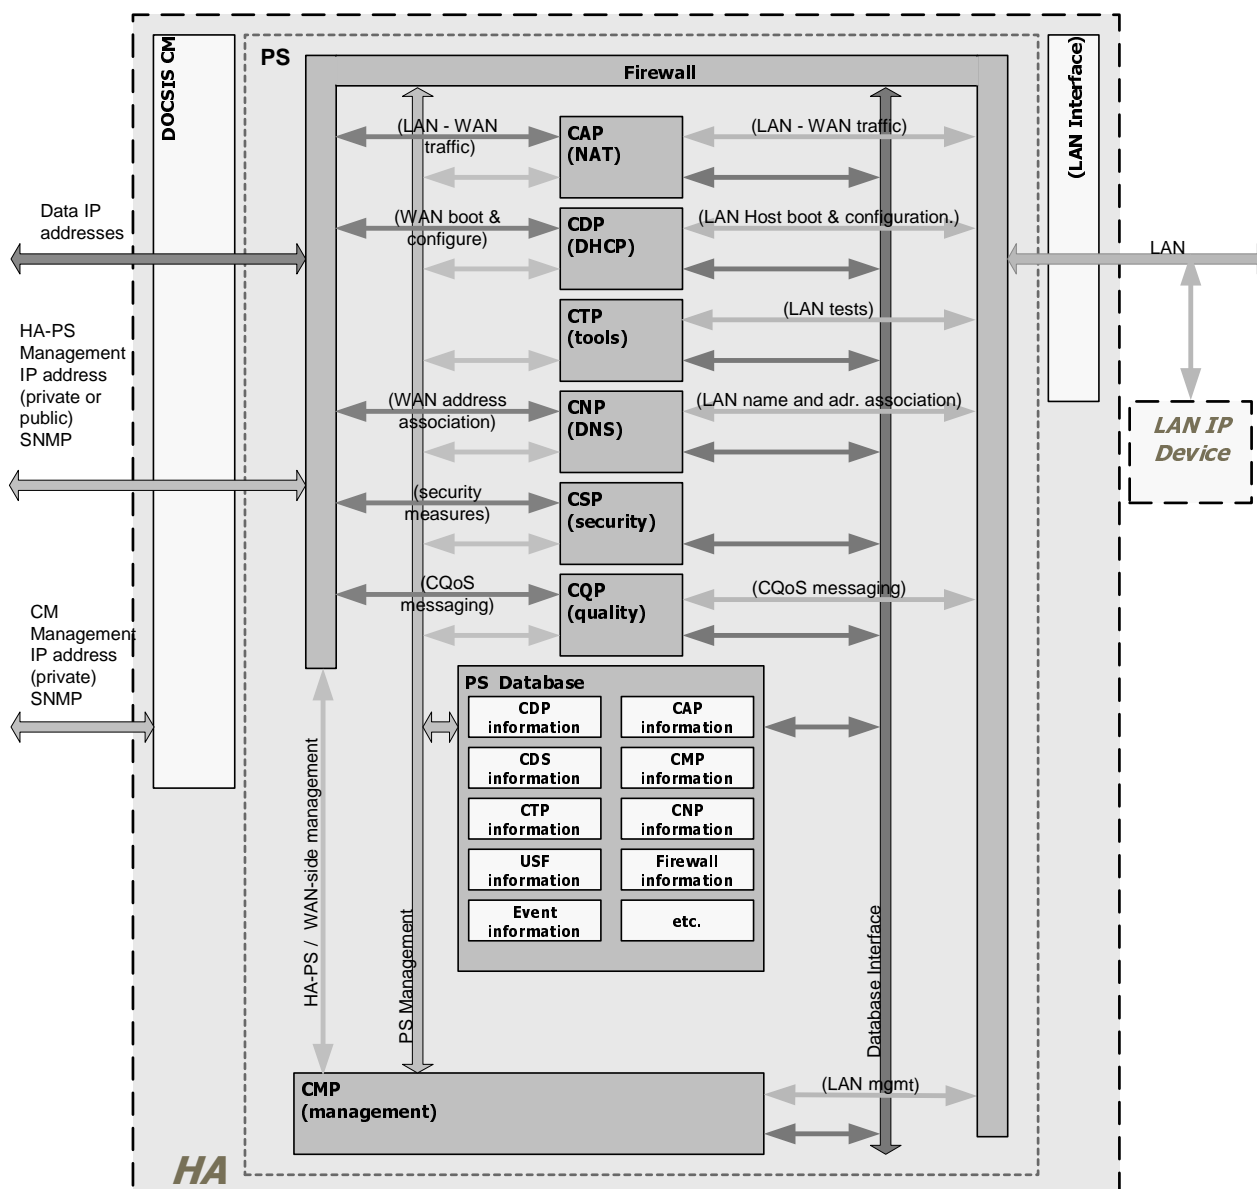 DOCSIS CM
PS
Firewall
(LAN Interface)
(LAN - WAN
traffic)
CAP
(NAT)
(LAN - WAN traffic)
Data IP
addresses
(WAN boot &
configure)
CDP
(DHCP)
(LAN Host boot & configuration.)
LAN
HA-PS
Management
IP address
(private or
public)
SNMP
CTP
(tools)
(LAN tests)
(WAN address
association)
CNP
(DNS)
(LAN name and adr. association)
LAN IP
Device
(security
measures)
CSP
(security)
(CQoS
messaging)
CQP
(quality)
(CQoS messaging)
CM
Management
IP address
(private)
SNMP
PS Database
CDP
information
CAP
information
CDS
information
CMP
information
CTP
information
CNP
information
USF
information
Firewall
information
Event
information
etc.
HA-PS / WAN-side management
PS Management
Database Interface
CMP
(management)
(LAN mgmt)
HA